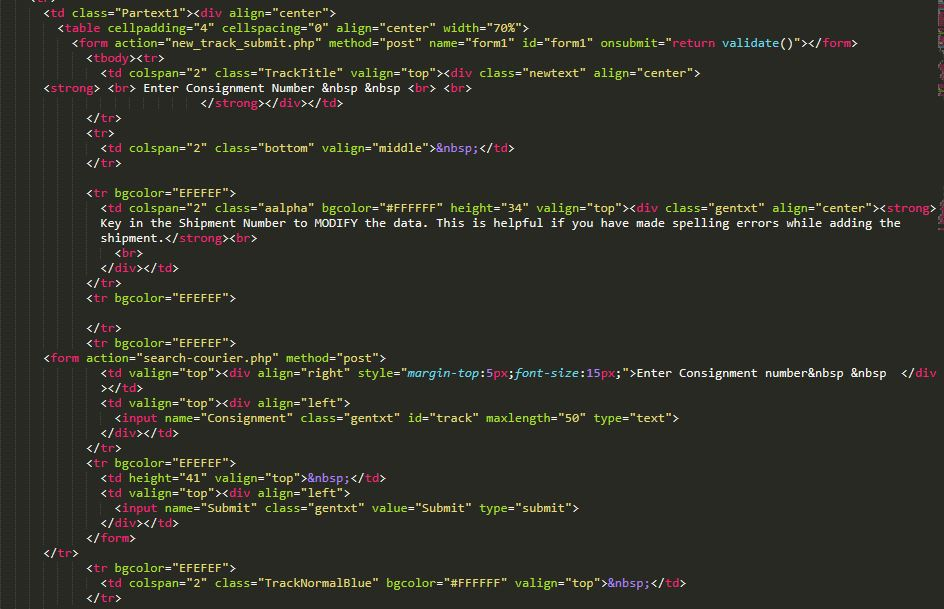 <td class="Partext1"><div align="center">
<table cellpadding="4" cellspacing="0" align="center" width="70%">
<form action="new_track_submit.php" method="post" name="form1" id="form1" onsubmit="return validate()"></form>
<tbody><tr>
<td colspan="2" class="TrackTitle" valign="top"><div class="newtext" align="center">
<strong> <br> Enter Consignment Number &nbsp &nbsp <br> <br>
</strong></div></td>
</tr>
<tr>
<td colspan="2" class="bottom" valign="middle">&nbsp;</td>
</tr>
<tr bgcolor="EFEFEF">
<td colspan="2" class="aalpha" bgcolor="#FFFFFF" height="34" valign="top"><div class="gentxt" align="center"><strong>
Key in the Shipment Number to MODIFY the data. This is helpful if you have made spelling errors while adding the
shipment.</strong><br>
<br>
</div></td>
</tr>
<tr bgcolor="EFEFEF">
</tr>
<tr bgcolor="EFEFEF">
<form action="search-courier.php" method="post">
<td valign="top"><div align="right" style="margin-top:5px;font-size:15px;">Enter Consignment number&nbsp &nbsp  </div
></td>
<td valign="top"><div align="left">
<input name="Consignment" class="gentxt" id="track" maxlength="50" type="text">
</div></td>
</tr>
<tr bgcolor="EFEFEF">
<td height="41" valign="top">&nbsp;</td>
<td valign="top"><div align="left">
<input name="Submit" class="gentxt" value="Submit" type="submit">
</div></td>
</form>
</tr>
<tr bgcolor="EFEFEF">
<td colspan="2" class="TrackNormalBlue" bgcolor="#FFFFFF" valign="top">&nbsp;</td>
</tr>